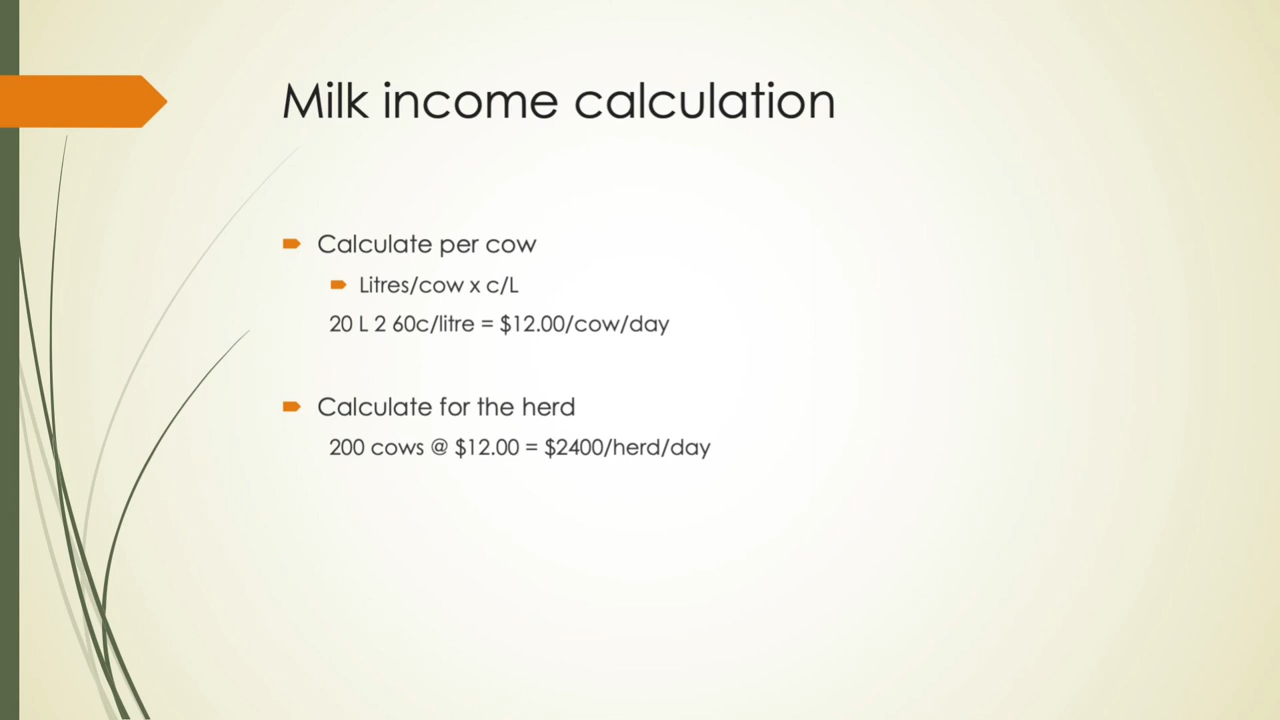 Milk income calculation
Calculate per cow
Litres/cow x c/L
20 L 2 60c/litre = $12.00/cow/day
Calculate for the herd
200 cows @ $12.00 = $2400/herd/day